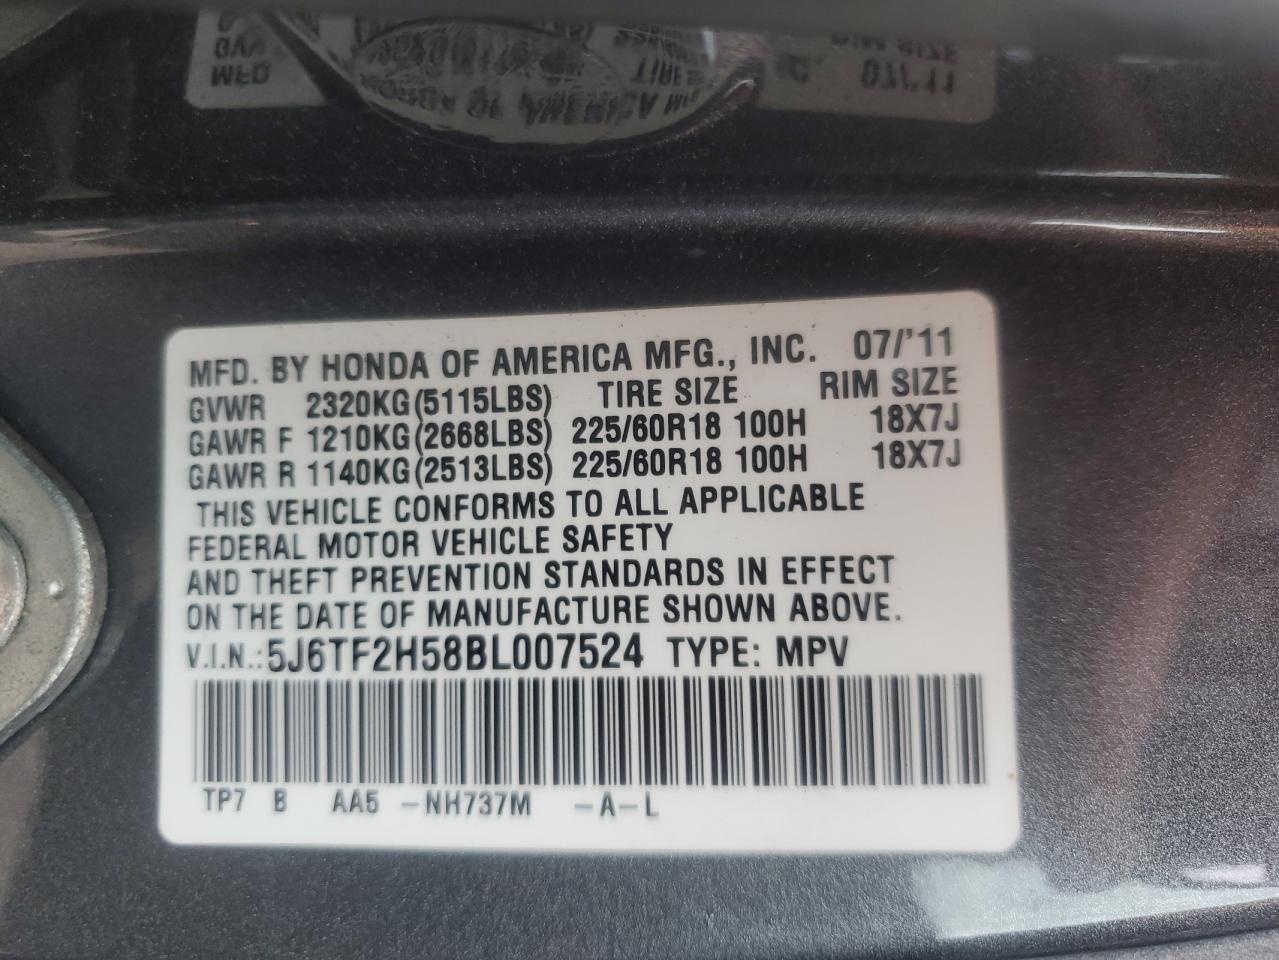 MFD. BY HONDA OF AMERICA MFG., INC. 07/'11
GVWR 2320KG(5115LBS) TIRE SIZE RIM SIZE
GAWR F 1210KG(2668LBS) 225/60R18 100H 18X7J
GAWR R 1140KG(2513LBS) 225/60R18 100H 18X7J
THIS VEHICLE CONFORMS TO ALL APPLICABLE
FEDERAL MOTOR VEHICLE SAFETY
AND THEFT PREVENTION STANDARDS IN EFFECT
ON THE DATE OF MANUFACTURE SHOWN ABOVE.
V.I.N.:5J6TF2H58BL007524 TYPE: MPV
TP7 B AA5 -NH737M -A-L